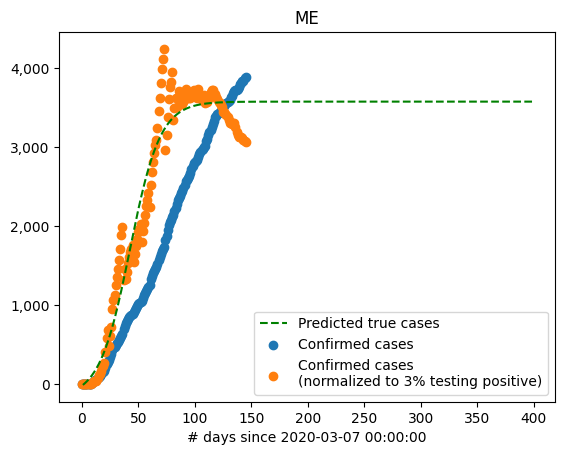 ME
4,000
3,000
2,000
1,000
0
Predicted true cases
Confirmed cases
Confirmed cases
(normalized to 3% testing positive)
0 50 100 150 200 250 300 350 400
# days since 2020-03-07 00:00:00